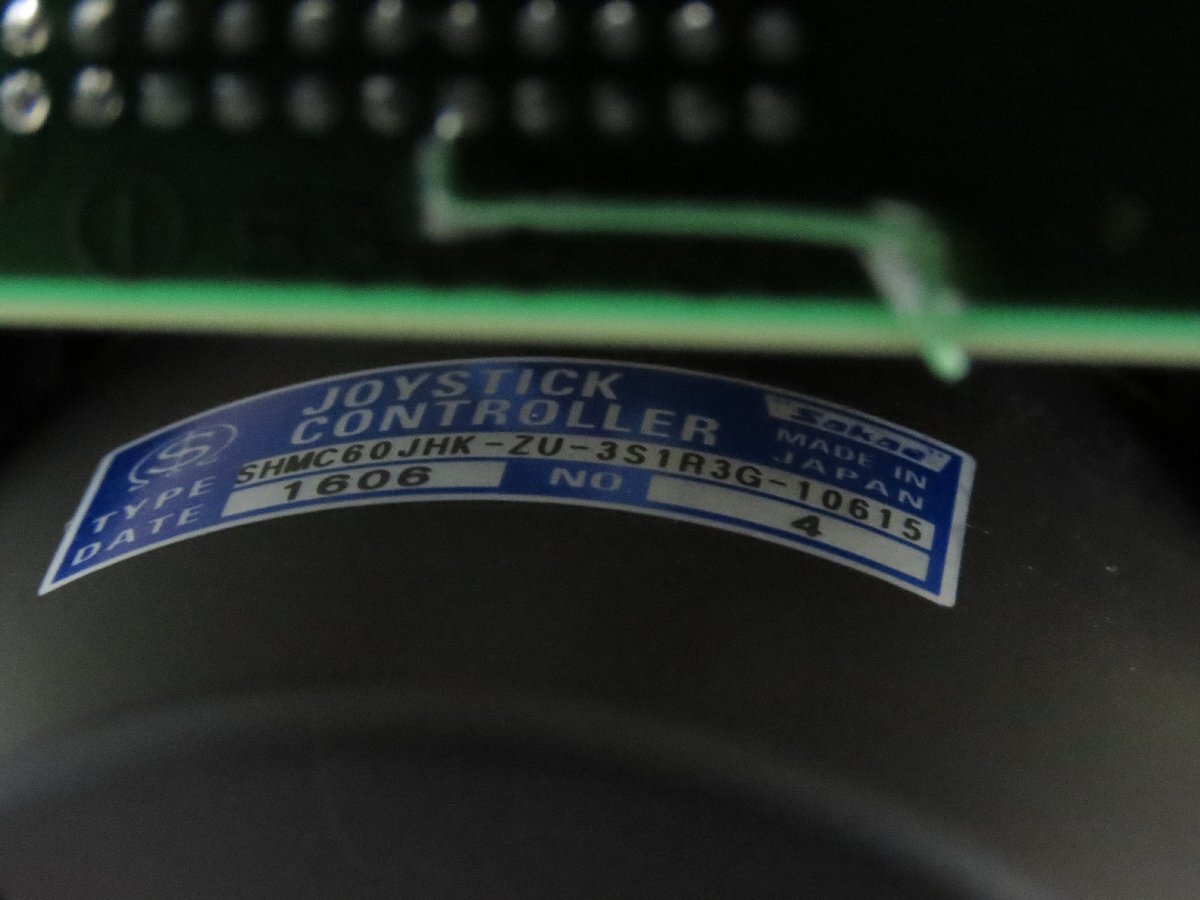 JOYSTICK
CONTROLLER
"Sakae"
MADE IN
JAPAN
TYPE SHMC60JHK-ZU-3S1R3G-10615
DATE 1606 NO 4